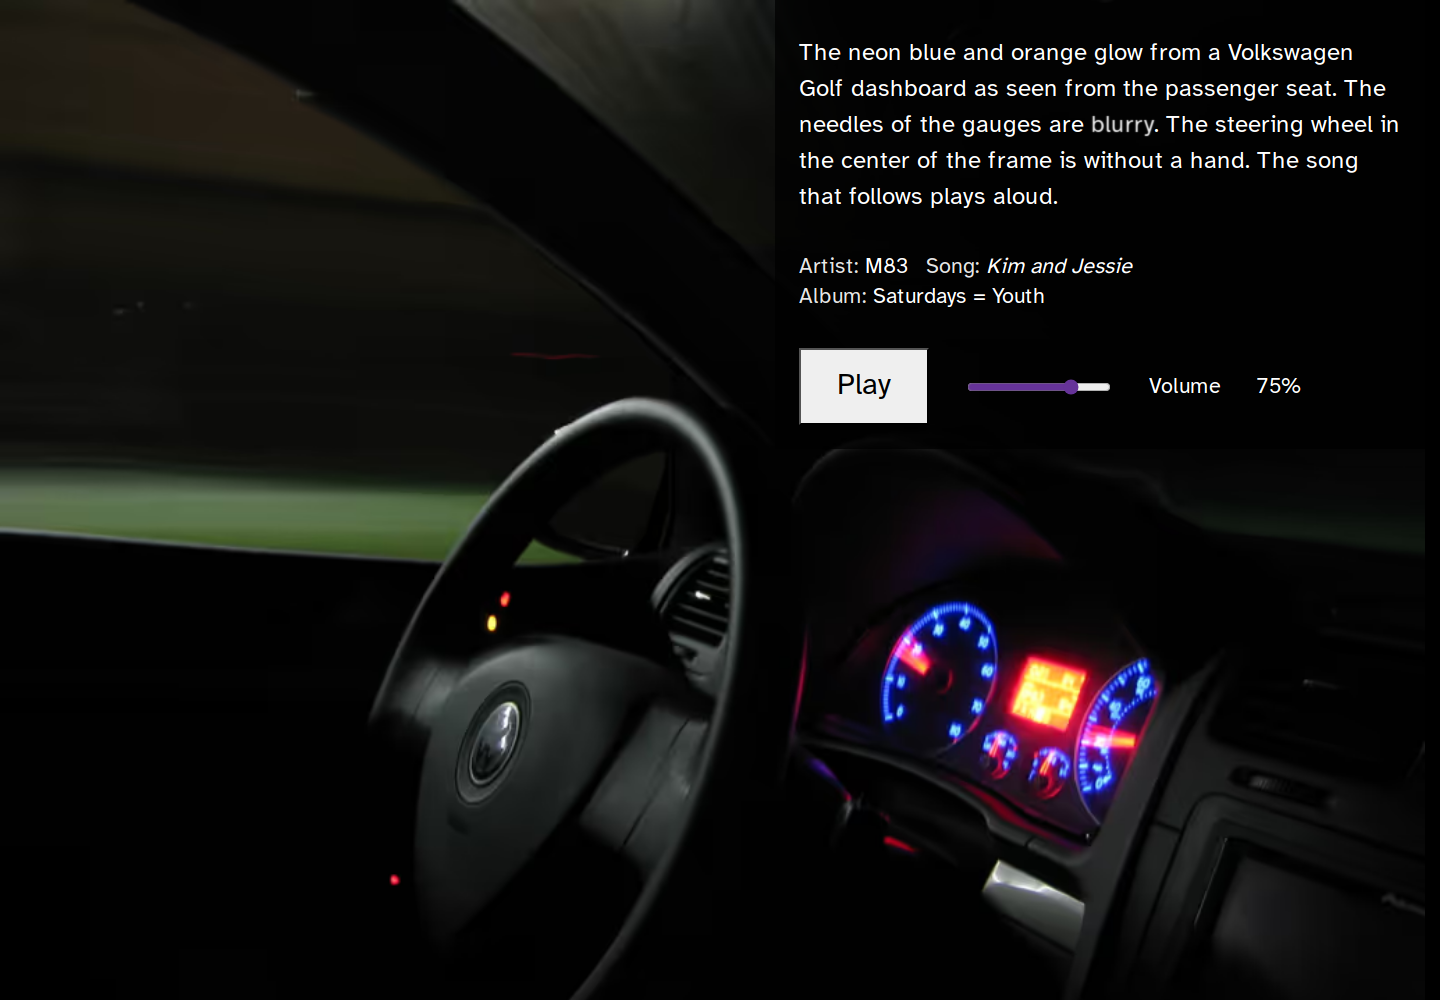 The neon blue and orange glow from a Volkswagen
Golf dashboard as seen from the passenger seat. The
needles of the gauges are blurry. The steering wheel in
the center of the frame is without a hand. The song
that follows plays aloud.
Artist: M83 Song: Kim and Jessie
Album: Saturdays = Youth
Play Volume 75%